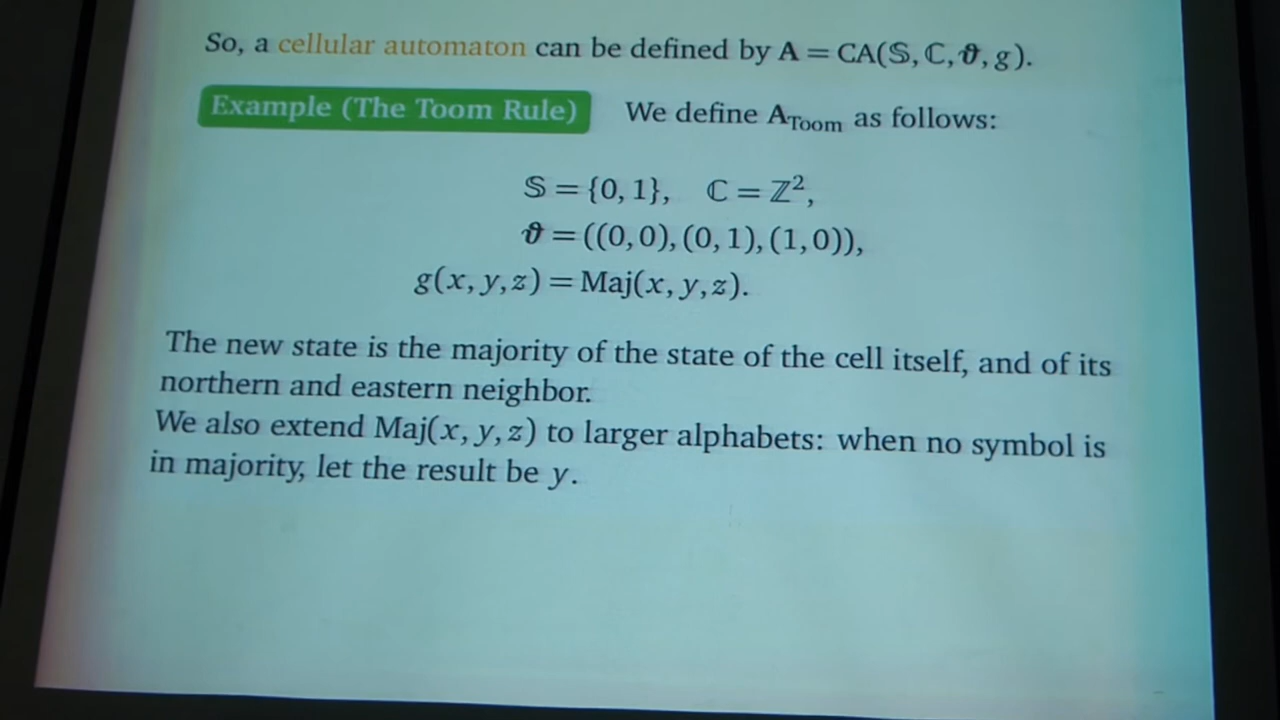 So, a cellular automaton can be defined by A = CA(𝕊, ℂ, ϑ, g).
Example (The Toom Rule) We define A_Toom as follows:
𝕊 = {0, 1}, ℂ = ℤ²,
ϑ = ((0, 0), (0, 1), (1, 0)),
g(x, y, z) = Maj(x, y, z).
The new state is the majority of the state of the cell itself, and of its
northern and eastern neighbor.
We also extend Maj(x, y, z) to larger alphabets: when no symbol is
in majority, let the result be y.